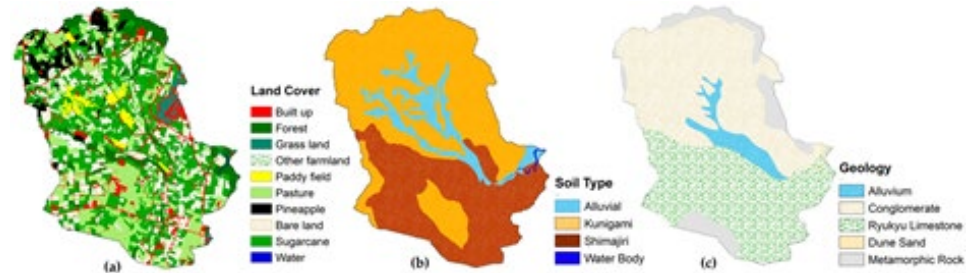 Land Cover
Built up
Forest
Grass land
Other farmland
Paddy field
Pasture
Pineapple
Bare land
Sugarcane
Water
(a)
Soil Type
Alluvial
Kunigami
Shimajiri
Water Body
(b)
Geology
Alluvium
Conglomerate
Ryukyu Limestone
Dune Sand
Metamorphic Rock
(c)